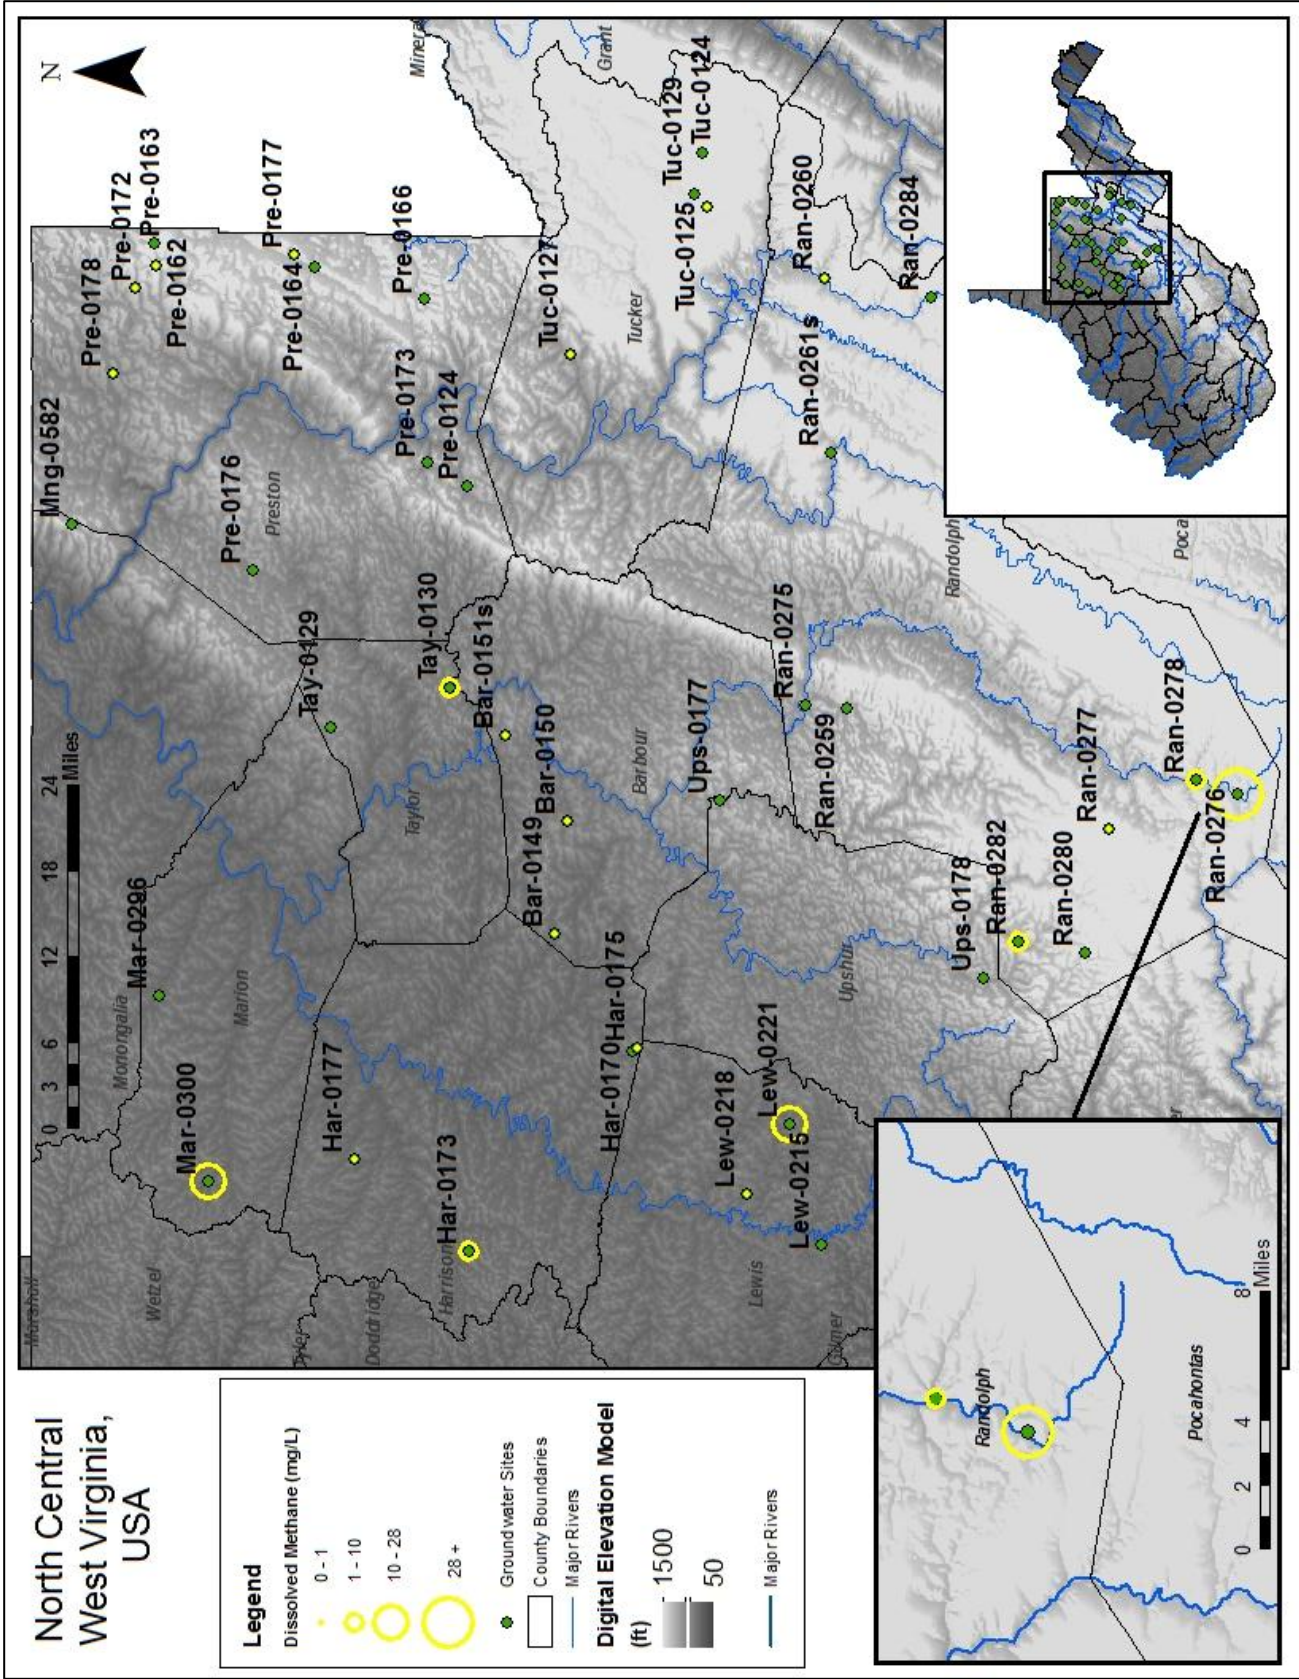 North Central
West Virginia,
USA
Legend
Dissolved Methane (mg/L)
0 - 1
1 - 10
10 - 28
28 +
Groundwater Sites
County Boundaries
Major Rivers
Digital Elevation Model
(ft)
1500
50
Major Rivers
N
0 3 6 12 18 24
Miles
Marshall
Wetzel
Tyler
Doddridge
Harrison
Monongalia
Marion
Taylor
Preston
Mineral
Grant
Tucker
Barbour
Lewis
Gilmer
Upshur
Randolph
Poca
Mar-0300
Mar-0296
Mng-0582
Pre-0178
Pre-0172
Pre-0163
Pre-0162
Pre-0177
Pre-0164
Pre-0166
Pre-0176
Pre-0173
Pre-0124
Tay-0129
Tay-0130
Har-0177
Har-0173
Har-0170
Har-0175
Bar-0151s
Bar-0150
Bar-0149
Tuc-0127
Tuc-0129
Tuc-0124
Tuc-0125
Lew-0218
Lew-0221
Lew-0215
Ups-0177
Ups-0178
Ran-0260
Ran-0284
Ran-0261s
Ran-0275
Ran-0259
Ran-0282
Ran-0280
Ran-0277
Ran-0278
Ran-0276
Randolph
Pocahontas
0 2 4 8
Miles